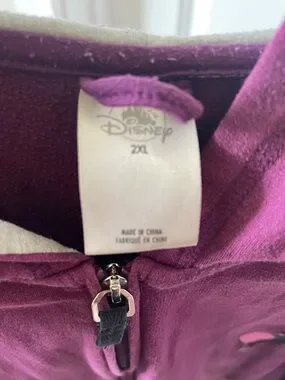 Disney
2XL
MADE IN CHINA
FABRIQUÉ EN CHINE